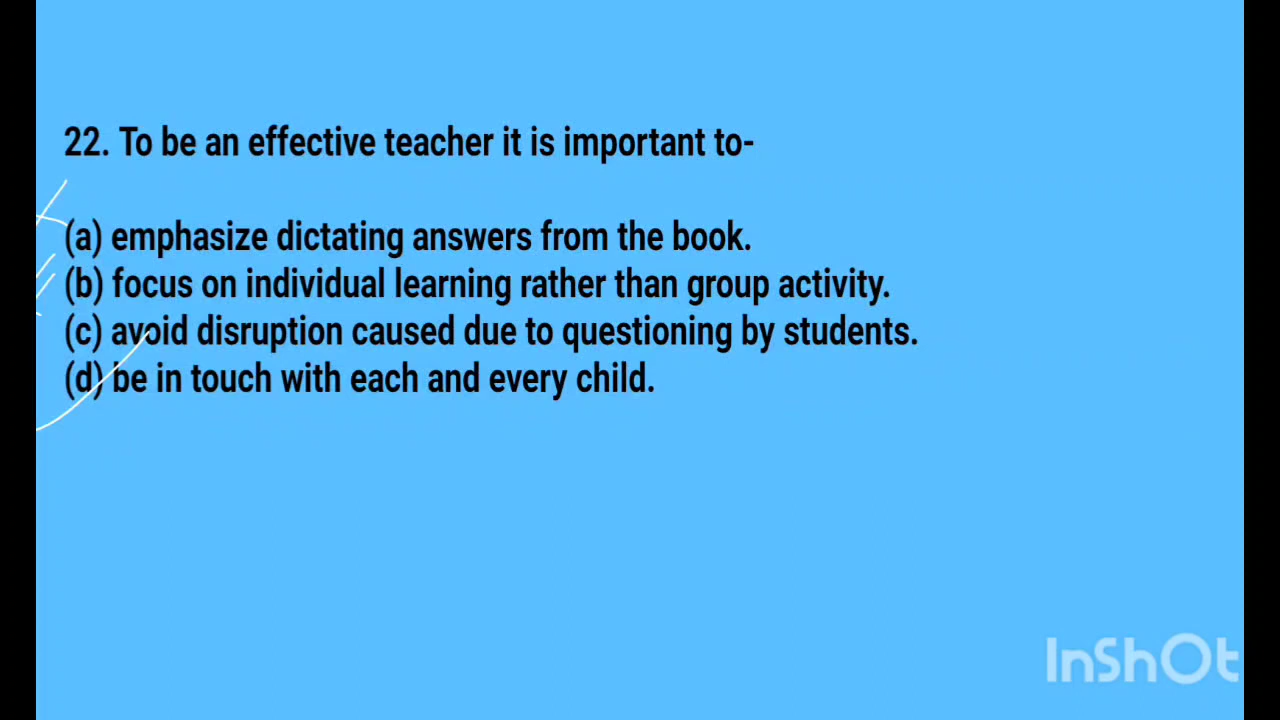 22. To be an effective teacher it is important to-
(a) emphasize dictating answers from the book.
(b) focus on individual learning rather than group activity.
(c) avoid disruption caused due to questioning by students.
(d) be in touch with each and every child.
InShOt